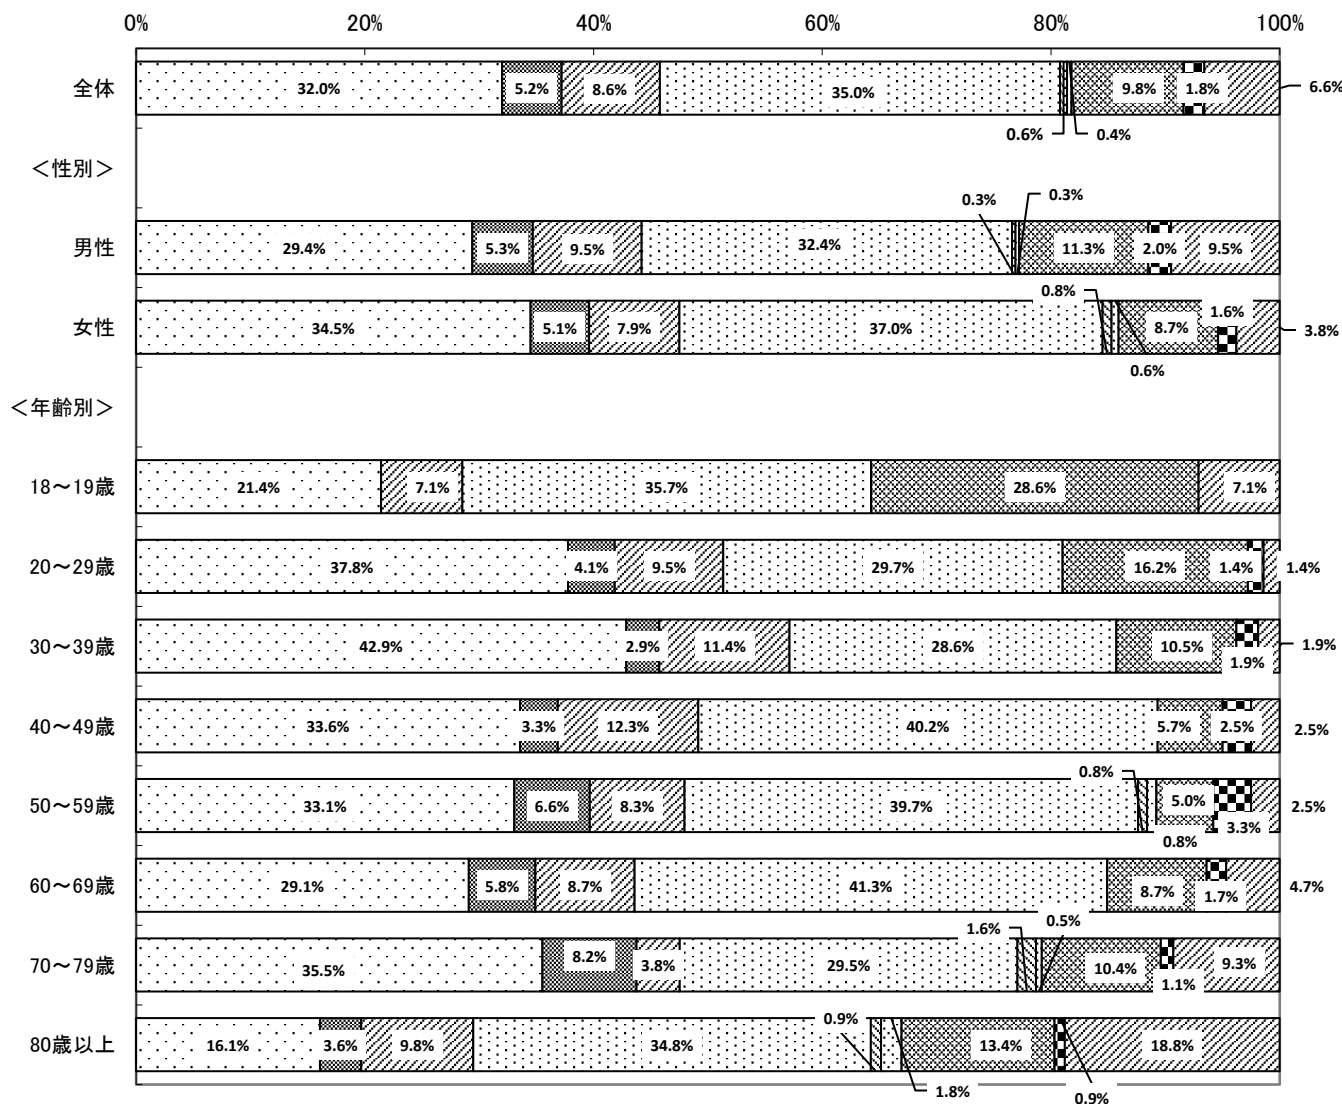 0% 20% 40% 60% 80% 100%
全体 32.0% 5.2% 8.6% 35.0% 9.8% 1.8% 6.6%
0.6% 0.4%
＜性別＞
0.3% 0.3%
男性 29.4% 5.3% 9.5% 32.4% 11.3% 2.0% 9.5%
0.8% 1.6%
女性 34.5% 5.1% 7.9% 37.0% 8.7% 3.8%
0.6%
＜年齢別＞
18～19歳 21.4% 7.1% 35.7% 28.6% 7.1%
20～29歳 37.8% 4.1% 9.5% 29.7% 16.2% 1.4% 1.4%
30～39歳 42.9% 2.9% 11.4% 28.6% 10.5% 1.9%
1.9%
40～49歳 33.6% 3.3% 12.3% 40.2% 5.7% 2.5% 2.5%
0.8%
50～59歳 33.1% 6.6% 8.3% 39.7% 5.0% 2.5%
0.8% 3.3%
60～69歳 29.1% 5.8% 8.7% 41.3% 8.7% 1.7% 4.7%
1.6% 0.5%
70～79歳 35.5% 8.2% 3.8% 29.5% 10.4% 9.3%
1.1%
0.9%
80歳以上 16.1% 3.6% 9.8% 34.8% 13.4% 18.8%
1.8% 0.9%